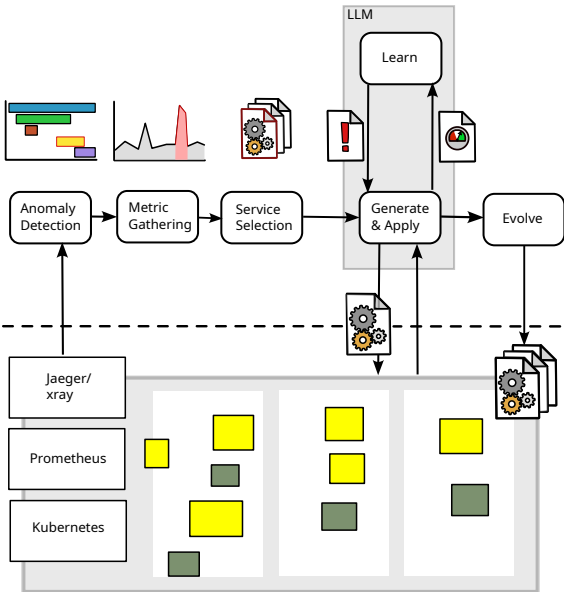 LLM
Learn
Anomaly
Detection
Metric
Gathering
Service
Selection
Generate
& Apply
Evolve
Jaeger/
xray
Prometheus
Kubernetes